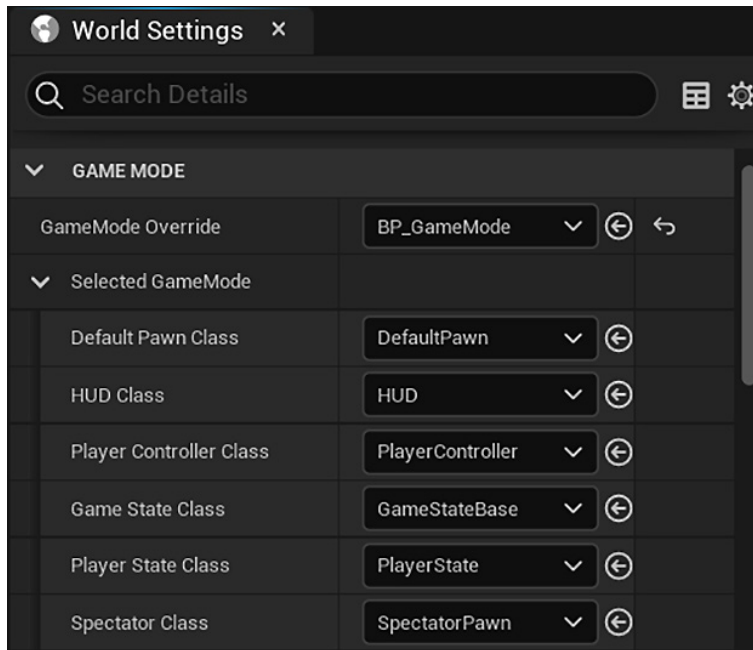 World Settings
Search Details
GAME MODE
GameMode Override BP_GameMode
Selected GameMode
Default Pawn Class DefaultPawn
HUD Class HUD
Player Controller Class PlayerController
Game State Class GameStateBase
Player State Class PlayerState
Spectator Class SpectatorPawn